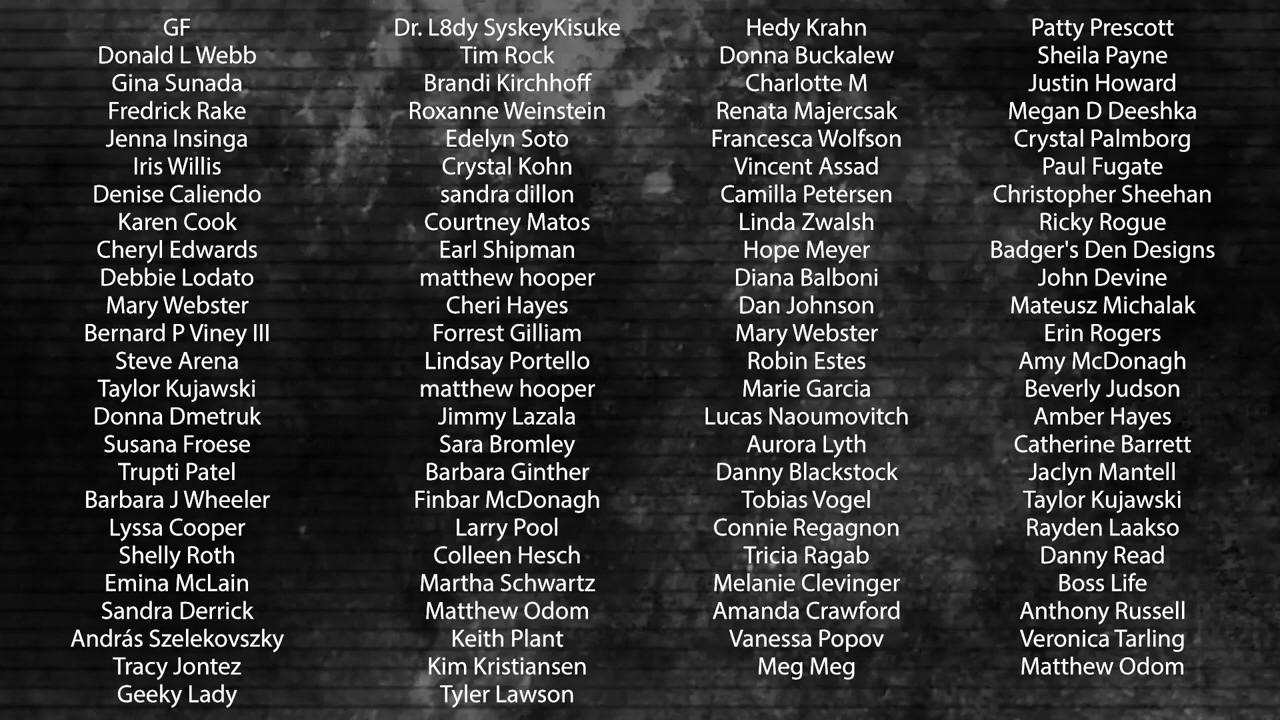 GF
Donald L Webb
Gina Sunada
Fredrick Rake
Jenna Insinga
Iris Willis
Denise Caliendo
Karen Cook
Cheryl Edwards
Debbie Lodato
Mary Webster
Bernard P Viney III
Steve Arena
Taylor Kujawski
Donna Dmetruk
Susana Froese
Trupti Patel
Barbara J Wheeler
Lyssa Cooper
Shelly Roth
Emina McLain
Sandra Derrick
András Szelekovszky
Tracy Jontez
Geeky Lady
Dr. L8dy SyskeyKisuke
Tim Rock
Brandi Kirchhoff
Roxanne Weinstein
Edelyn Soto
Crystal Kohn
sandra dillon
Courtney Matos
Earl Shipman
matthew hooper
Cheri Hayes
Forrest Gilliam
Lindsay Portello
matthew hooper
Jimmy Lazala
Sara Bromley
Barbara Ginther
Finbar McDonagh
Larry Pool
Colleen Hesch
Martha Schwartz
Matthew Odom
Keith Plant
Kim Kristiansen
Tyler Lawson
Hedy Krahn
Donna Buckalew
Charlotte M
Renata Majercsak
Francesca Wolfson
Vincent Assad
Camilla Petersen
Linda Zwalsh
Hope Meyer
Diana Balboni
Dan Johnson
Mary Webster
Robin Estes
Marie Garcia
Lucas Naoumovitch
Aurora Lyth
Danny Blackstock
Tobias Vogel
Connie Regagnon
Tricia Ragab
Melanie Clevinger
Amanda Crawford
Vanessa Popov
Meg Meg
Patty Prescott
Sheila Payne
Justin Howard
Megan D Deeshka
Crystal Palmborg
Paul Fugate
Christopher Sheehan
Ricky Rogue
Badger's Den Designs
John Devine
Mateusz Michalak
Erin Rogers
Amy McDonagh
Beverly Judson
Amber Hayes
Catherine Barrett
Jaclyn Mantell
Taylor Kujawski
Rayden Laakso
Danny Read
Boss Life
Anthony Russell
Veronica Tarling
Matthew Odom